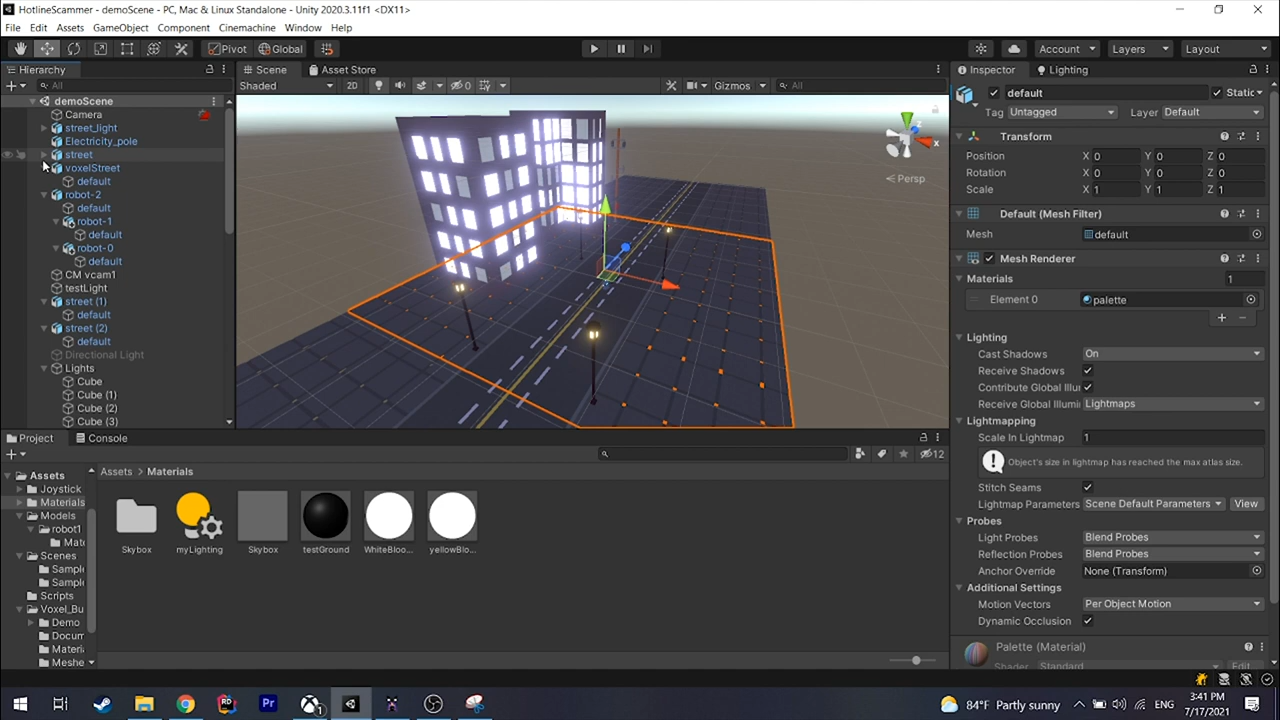 HotlineScammer - demoScene - PC, Mac & Linux Standalone - Unity 2020.3.11f1 <DX11>
File Edit Assets GameObject Component Cinemachine Window Help
Pivot Global Account Layers Layout
Hierarchy
All
demoScene
Camera
street_light
Electricity_pole
street
voxelStreet
default
robot-2
default
robot-1
default
robot-0
default
CM vcam1
testLight
street (1)
default
street (2)
default
Directional Light
Lights
Cube
Cube (1)
Cube (2)
Cube (3)
Scene Asset Store
Shaded 2D 0 Gizmos All
x
Persp
Inspector Lighting
default Static
Tag Untagged Layer Default
Transform
Position X 0 Y 0 Z 0
Rotation X 0 Y 0 Z 0
Scale X 1 Y 1 Z 1
Default (Mesh Filter)
Mesh default
Mesh Renderer
Materials 1
Element 0 palette
Lighting
Cast Shadows On
Receive Shadows
Contribute Global Illu
Receive Global Illumin Lightmaps
Lightmapping
Scale In Lightmap 1
Object's size in lightmap has reached the max atlas size.
Stitch Seams
Lightmap Parameters Scene Default Parameters View
Probes
Light Probes Blend Probes
Reflection Probes Blend Probes
Anchor Override None (Transform)
Additional Settings
Motion Vectors Per Object Motion
Dynamic Occlusion
Palette (Material)
Shader Standard Edit
Project Console
12
Assets
Joystick
Materials
Models
robot1
Mate
Scenes
Sampl
Sampl
Scripts
Voxel_Bu
Demo
Docum
Materi
Meshe
Assets > Materials
Skybox myLighting Skybox testGround WhiteBloo... yellowBlo...
84°F Partly sunny ENG
3:41 PM
7/17/2021